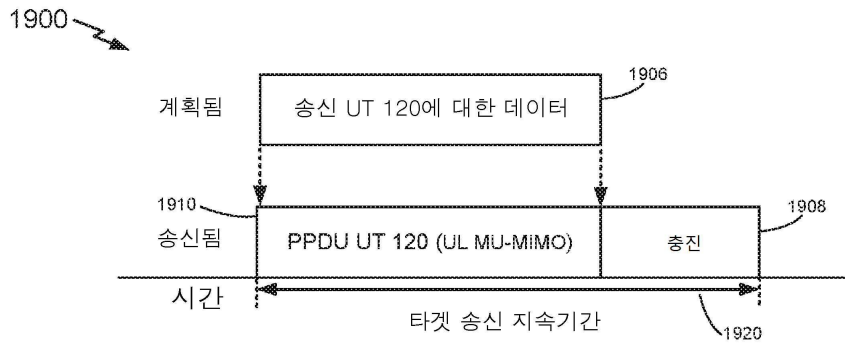 1900
계획됨
송신 UT 120에 대한 데이터
1906
1910
송신됨
PPDU UT 120 (UL MU-MIMO)
충진
1908
시간
타겟 송신 지속기간
1920